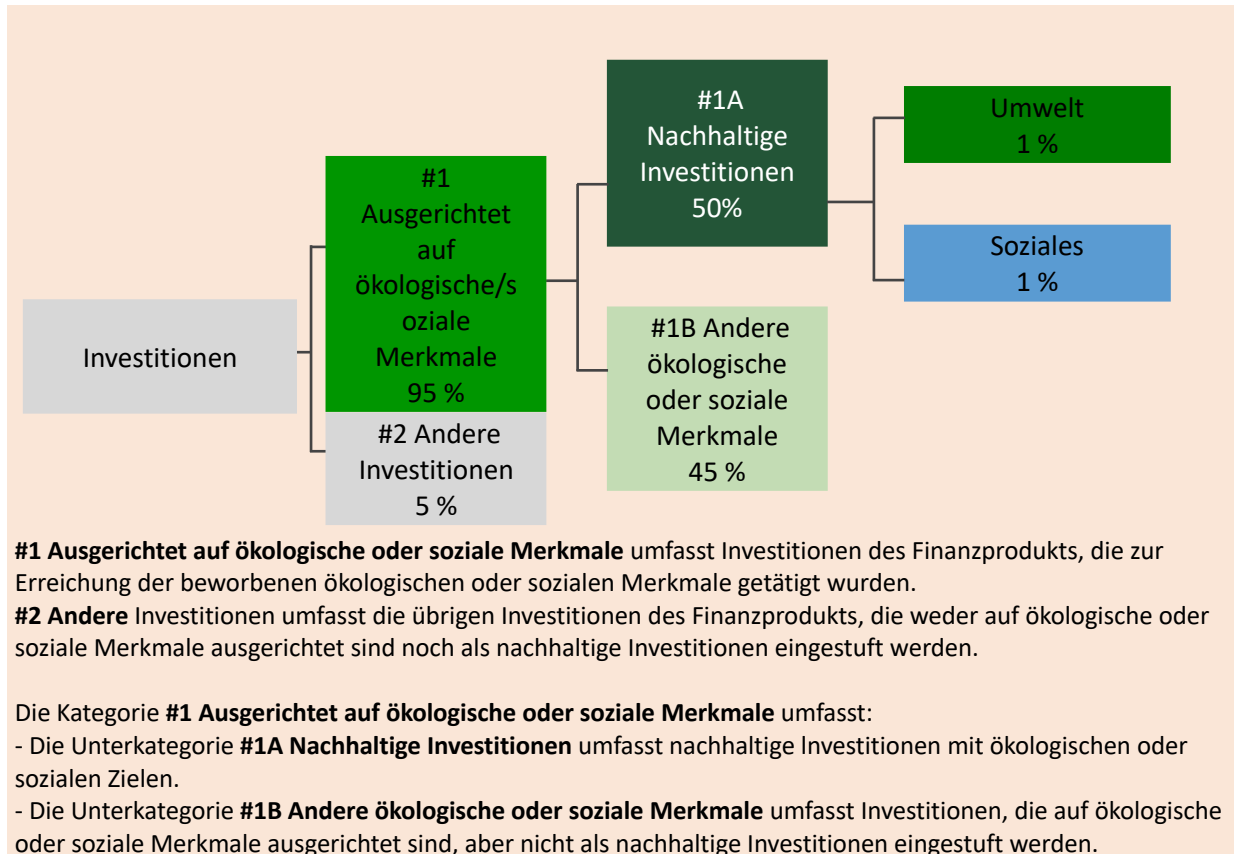 #1A
Nachhaltige
Investitionen
50%
Umwelt
1 %
#1
Ausgerichtet
auf
ökologische/s
oziale
Merkmale
95 %
Soziales
1 %
Investitionen
#1B Andere
ökologische
oder soziale
Merkmale
45 %
#2 Andere
Investitionen
5 %
#1 Ausgerichtet auf ökologische oder soziale Merkmale umfasst Investitionen des Finanzprodukts, die zur
Erreichung der beworbenen ökologischen oder sozialen Merkmale getätigt wurden.
#2 Andere Investitionen umfasst die übrigen Investitionen des Finanzprodukts, die weder auf ökologische oder
soziale Merkmale ausgerichtet sind noch als nachhaltige Investitionen eingestuft werden.
Die Kategorie #1 Ausgerichtet auf ökologische oder soziale Merkmale umfasst:
- Die Unterkategorie #1A Nachhaltige Investitionen umfasst nachhaltige Investitionen mit ökologischen oder
sozialen Zielen.
- Die Unterkategorie #1B Andere ökologische oder soziale Merkmale umfasst Investitionen, die auf ökologische
oder soziale Merkmale ausgerichtet sind, aber nicht als nachhaltige Investitionen eingestuft werden.